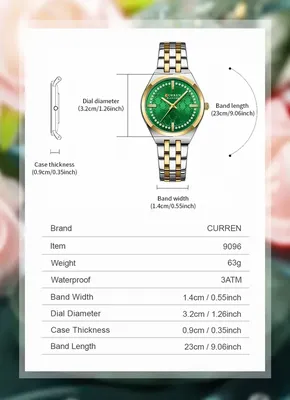 Dial diameter
(3.2cm/1.26inch)
Band length
(23cm/9.06inch)
CURREN
Case thickness
(0.9cm/0.35inch)
Band width
(1.4cm/0.55inch)
Brand CURREN
Item 9096
Weight 63g
Waterproof 3ATM
Band Width 1.4cm / 0.55inch
Dial Diameter 3.2cm / 1.26inch
Case Thickness 0.9cm / 0.35inch
Band Length 23cm / 9.06inch